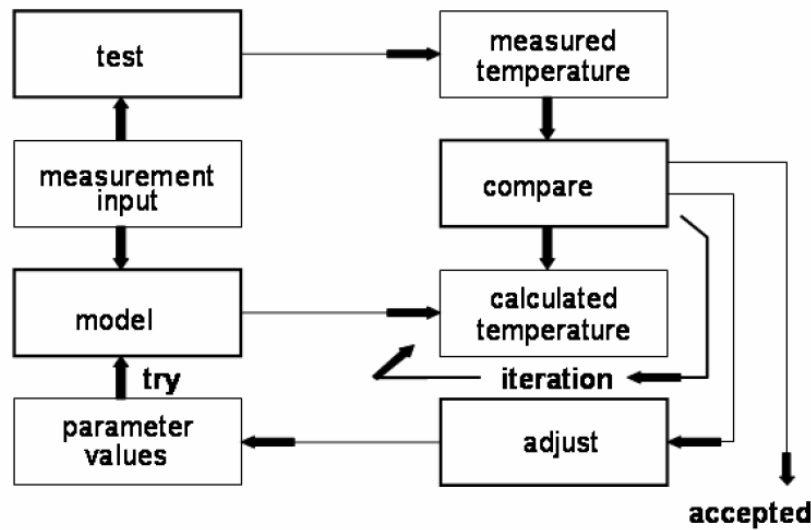 test
measured
temperature
measurement
input
compare
model
calculated
temperature
try
iteration
parameter
values
adjust
accepted